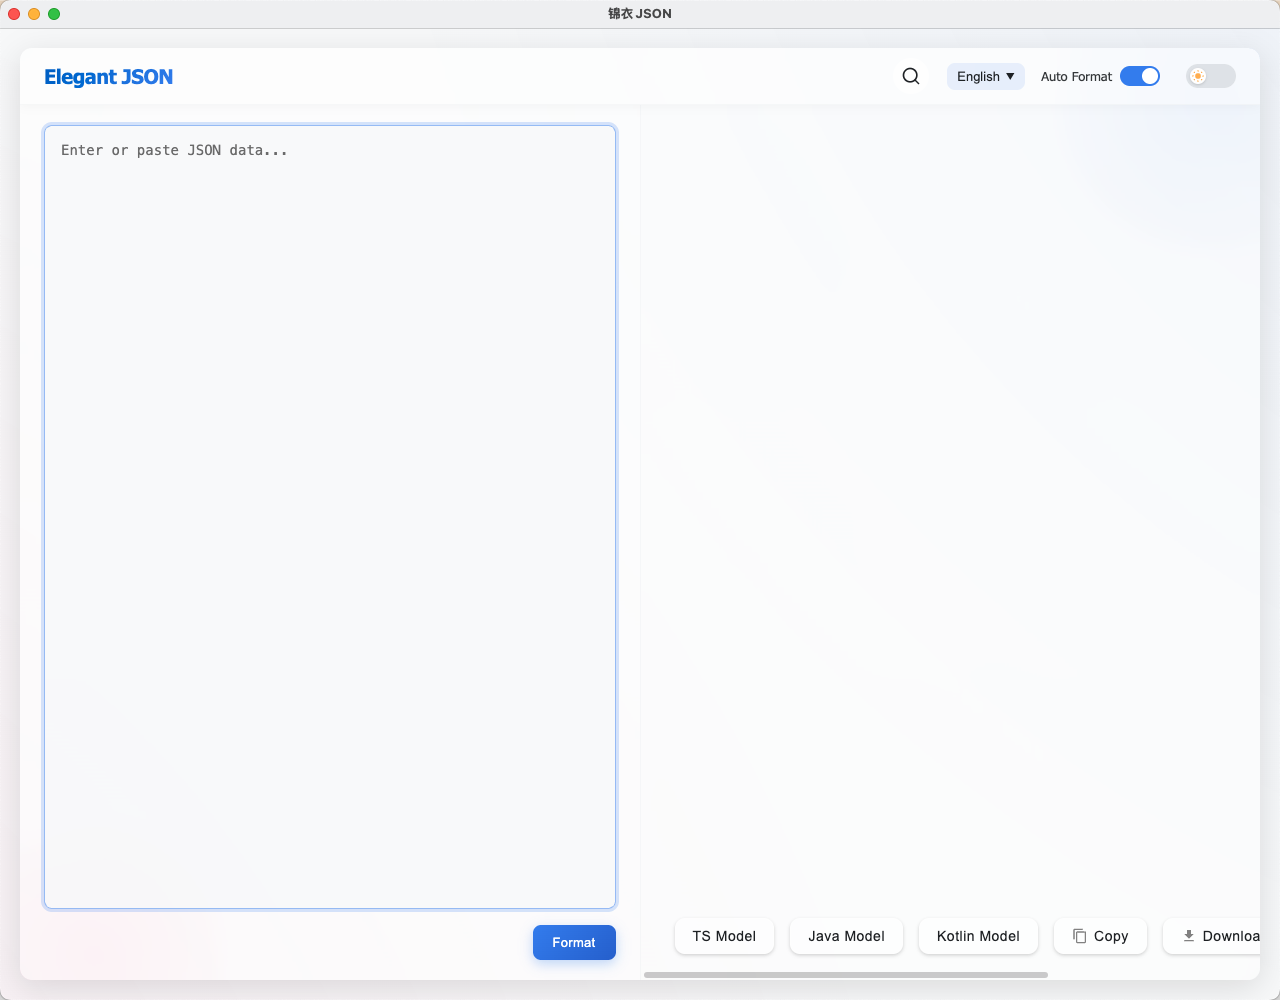 锦衣 JSON
Elegant JSON
English ▼
Auto Format
Enter or paste JSON data...
Format
TS Model
Java Model
Kotlin Model
Copy
Downloa